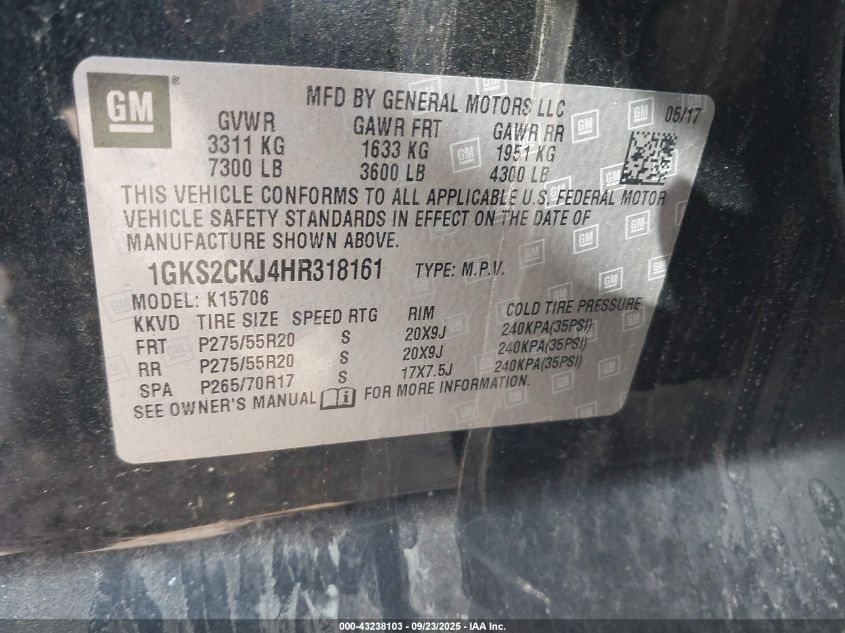 GM ®
MFD BY GENERAL MOTORS LLC 05/17
GVWR GAWR FRT GAWR RR
3311 KG 1633 KG 1951 KG
7300 LB 3600 LB 4300 LB
THIS VEHICLE CONFORMS TO ALL APPLICABLE U.S. FEDERAL MOTOR
VEHICLE SAFETY STANDARDS IN EFFECT ON THE DATE OF
MANUFACTURE SHOWN ABOVE.
1GKS2CKJ4HR318161 TYPE: M.P.V.
MODEL: K15706
KKVD TIRE SIZE SPEED RTG RIM COLD TIRE PRESSURE
FRT P275/55R20 S 20X9J 240KPA(35PSI)
RR P275/55R20 S 20X9J 240KPA(35PSI)
SPA P265/70R17 S 17X7.5J 240KPA(35PSI)
SEE OWNER'S MANUAL i FOR MORE INFORMATION.
000-43238103 - 09/23/2025 - IAA Inc.